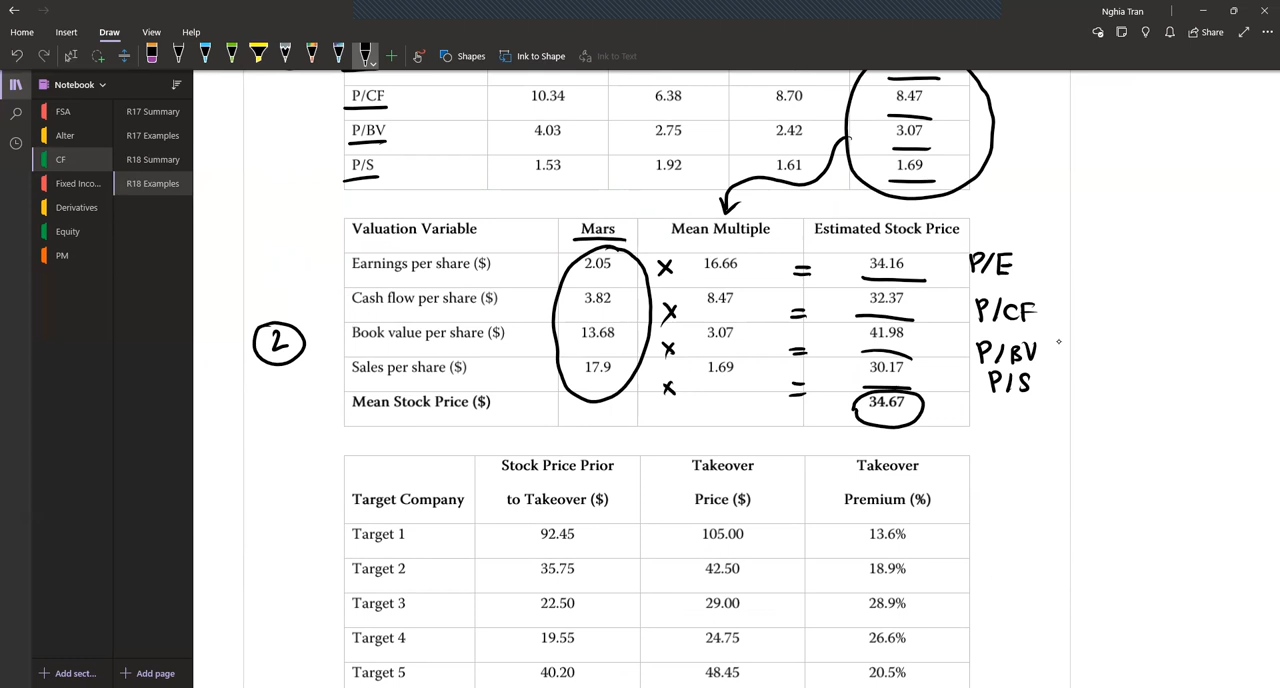 Nghia Tran
Home Insert Draw View Help
Shapes Ink to Shape Ink to Text Share
Notebook
FSA
Alter
CF
Fixed Inco...
Derivatives
Equity
PM
R17 Summary
R17 Examples
R18 Summary
R18 Examples
Add sect... Add page
P/CF 10.34 6.38 8.70 8.47
P/BV 4.03 2.75 2.42 3.07
P/S 1.53 1.92 1.61 1.69
Valuation Variable Mars Mean Multiple Estimated Stock Price
Earnings per share ($) 2.05 x 16.66 = 34.16 P/E
Cash flow per share ($) 3.82 x 8.47 = 32.37 P/CF
2 Book value per share ($) 13.68 x 3.07 = 41.98 P/BV
Sales per share ($) 17.9 x 1.69 = 30.17 P/S
Mean Stock Price ($) 34.67
Target Company Stock Price Prior to Takeover ($) Takeover Price ($) Takeover Premium (%)
Target 1 92.45 105.00 13.6%
Target 2 35.75 42.50 18.9%
Target 3 22.50 29.00 28.9%
Target 4 19.55 24.75 26.6%
Target 5 40.20 48.45 20.5%